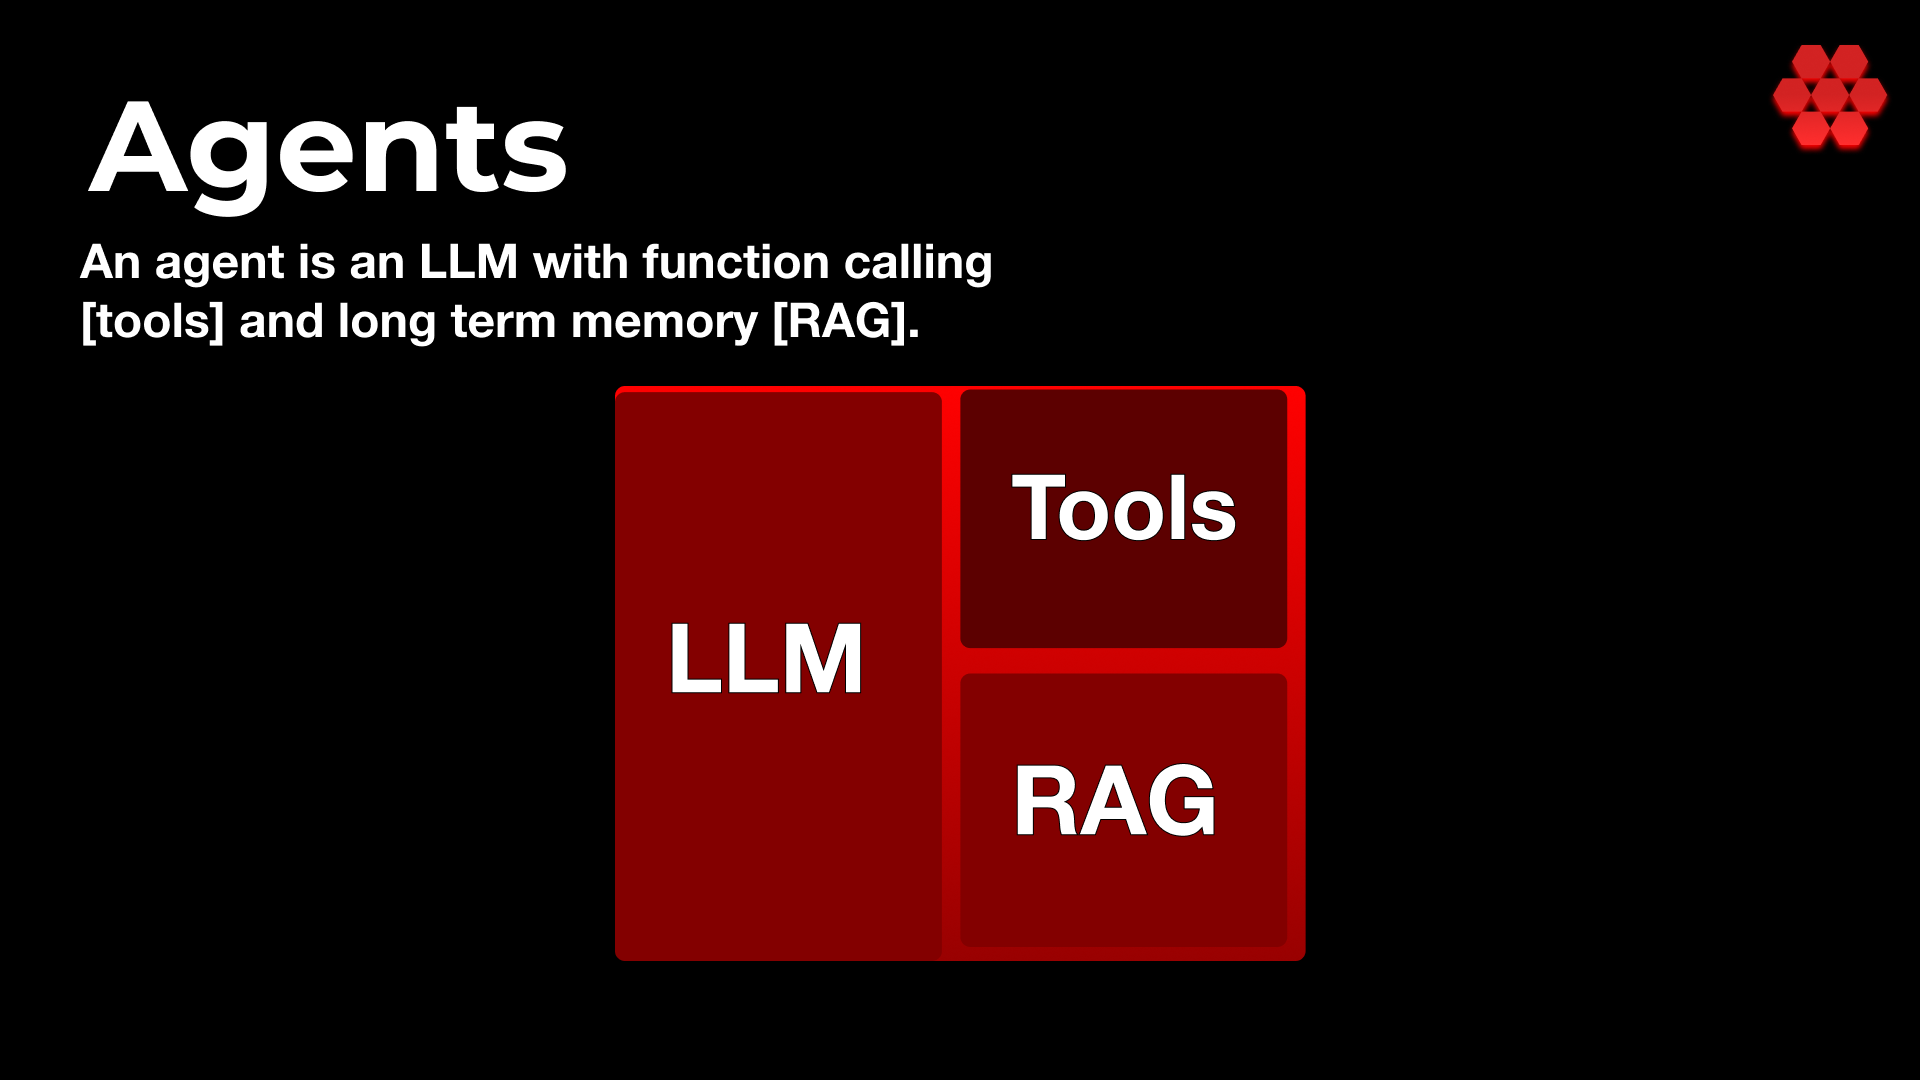 Agents
An agent is an LLM with function calling
[tools] and long term memory [RAG].
Tools
LLM
RAG